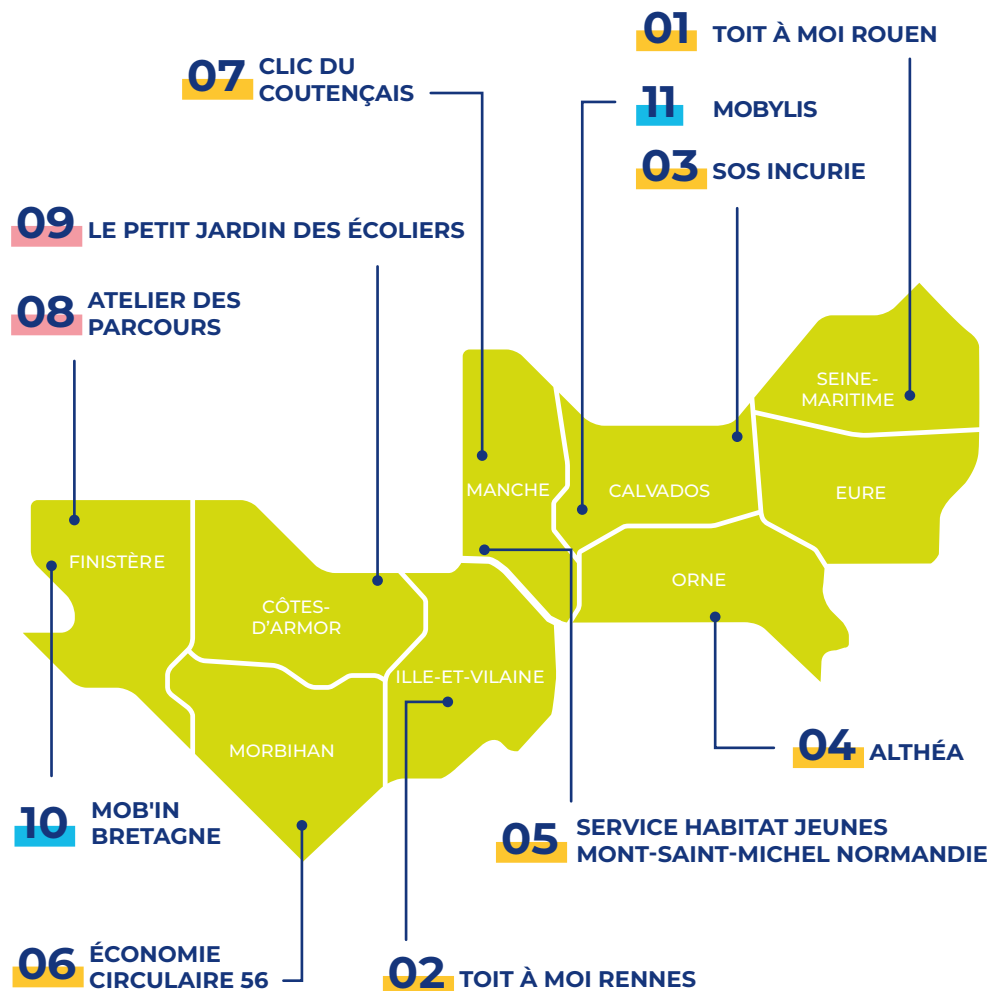 01 TOIT À MOI ROUEN
07 CLIC DU
COUTENÇAIS
11 MOBYLIS
03 SOS INCURIE
09 LE PETIT JARDIN DES ÉCOLIERS
08 ATELIER DES
PARCOURS
SEINE-
MARITIME
MANCHE
CALVADOS
EURE
FINISTÈRE
ORNE
CÔTES-
D'ARMOR
ILLE-ET-VILAINE
MORBIHAN
04 ALTHÉA
10 MOB'IN
BRETAGNE
05 SERVICE HABITAT JEUNES
MONT-SAINT-MICHEL NORMANDIE
06 ÉCONOMIE
CIRCULAIRE 56
02 TOIT À MOI RENNES